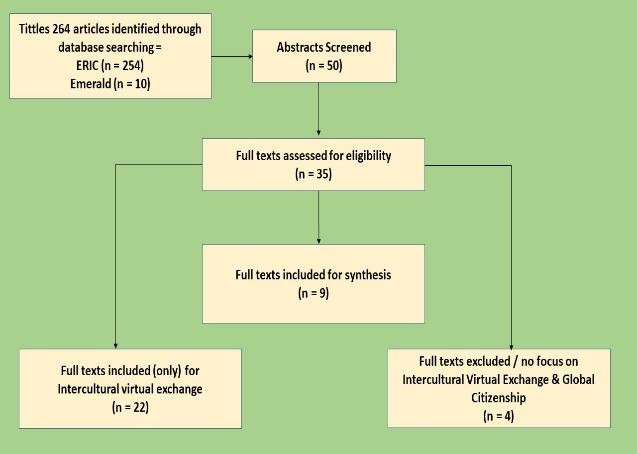 Tittles 264 articles identified through
database searching =
ERIC (n = 254)
Emerald (n = 10)
Abstracts Screened
(n = 50)
Full texts assessed for eligibility
(n = 35)
Full texts included for synthesis
(n = 9)
Full texts included (only) for
Intercultural virtual exchange
(n = 22)
Full texts excluded / no focus on
Intercultural Virtual Exchange & Global
Citizenship
(n = 4)